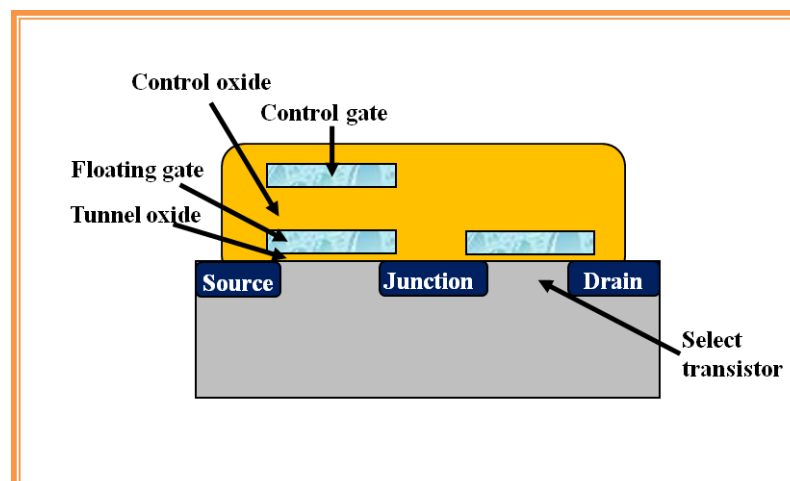 Control oxide
Control gate
Floating gate
Tunnel oxide
Source
Junction
Drain
Select
transistor